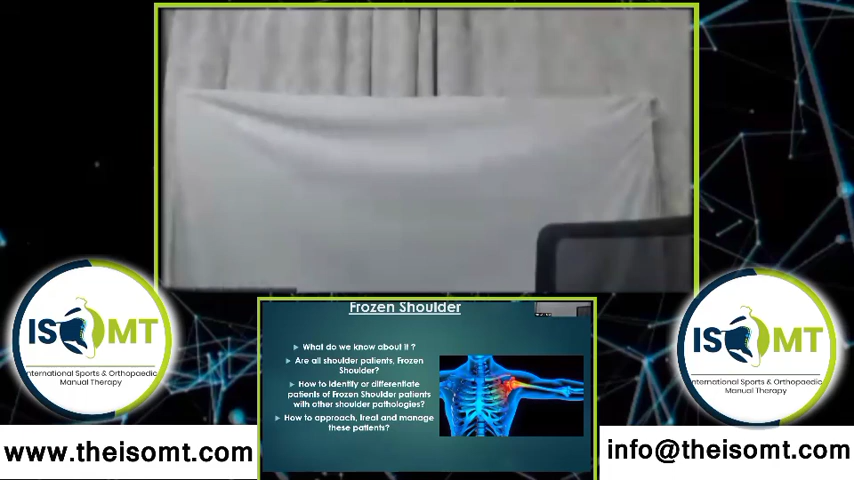 Frozen Shoulder
What do we know about it ?
Are all shoulder patients, Frozen
Shoulder?
How to identify or differentiate
patients of Frozen Shoulder patients
with other shoulder pathologies?
How to approach, treat and manage
these patients?
ISOMT
International Sports & Orthopaedic
Manual Therapy
ISOMT
International Sports & Orthopaedic
Manual Therapy
www.theisomt.com
info@theisomt.com